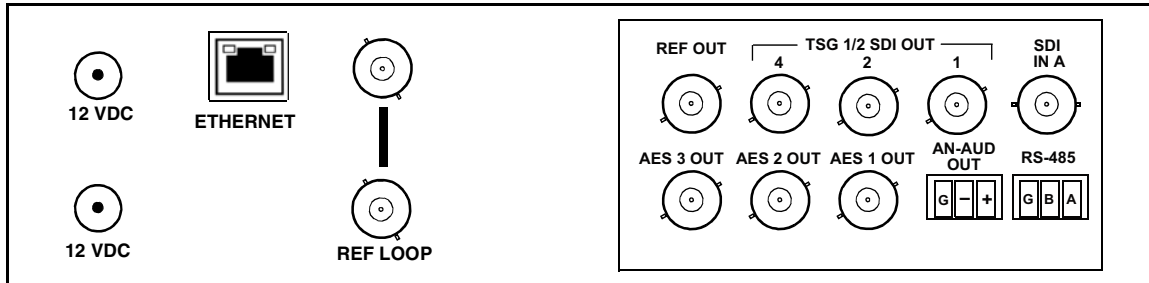 12 VDC
ETHERNET
12 VDC
REF LOOP
REF OUT
TSG 1/2 SDI OUT
4
2
1
SDI
IN A
AES 3 OUT
AES 2 OUT
AES 1 OUT
AN-AUD
OUT
G − +
RS-485
G B A